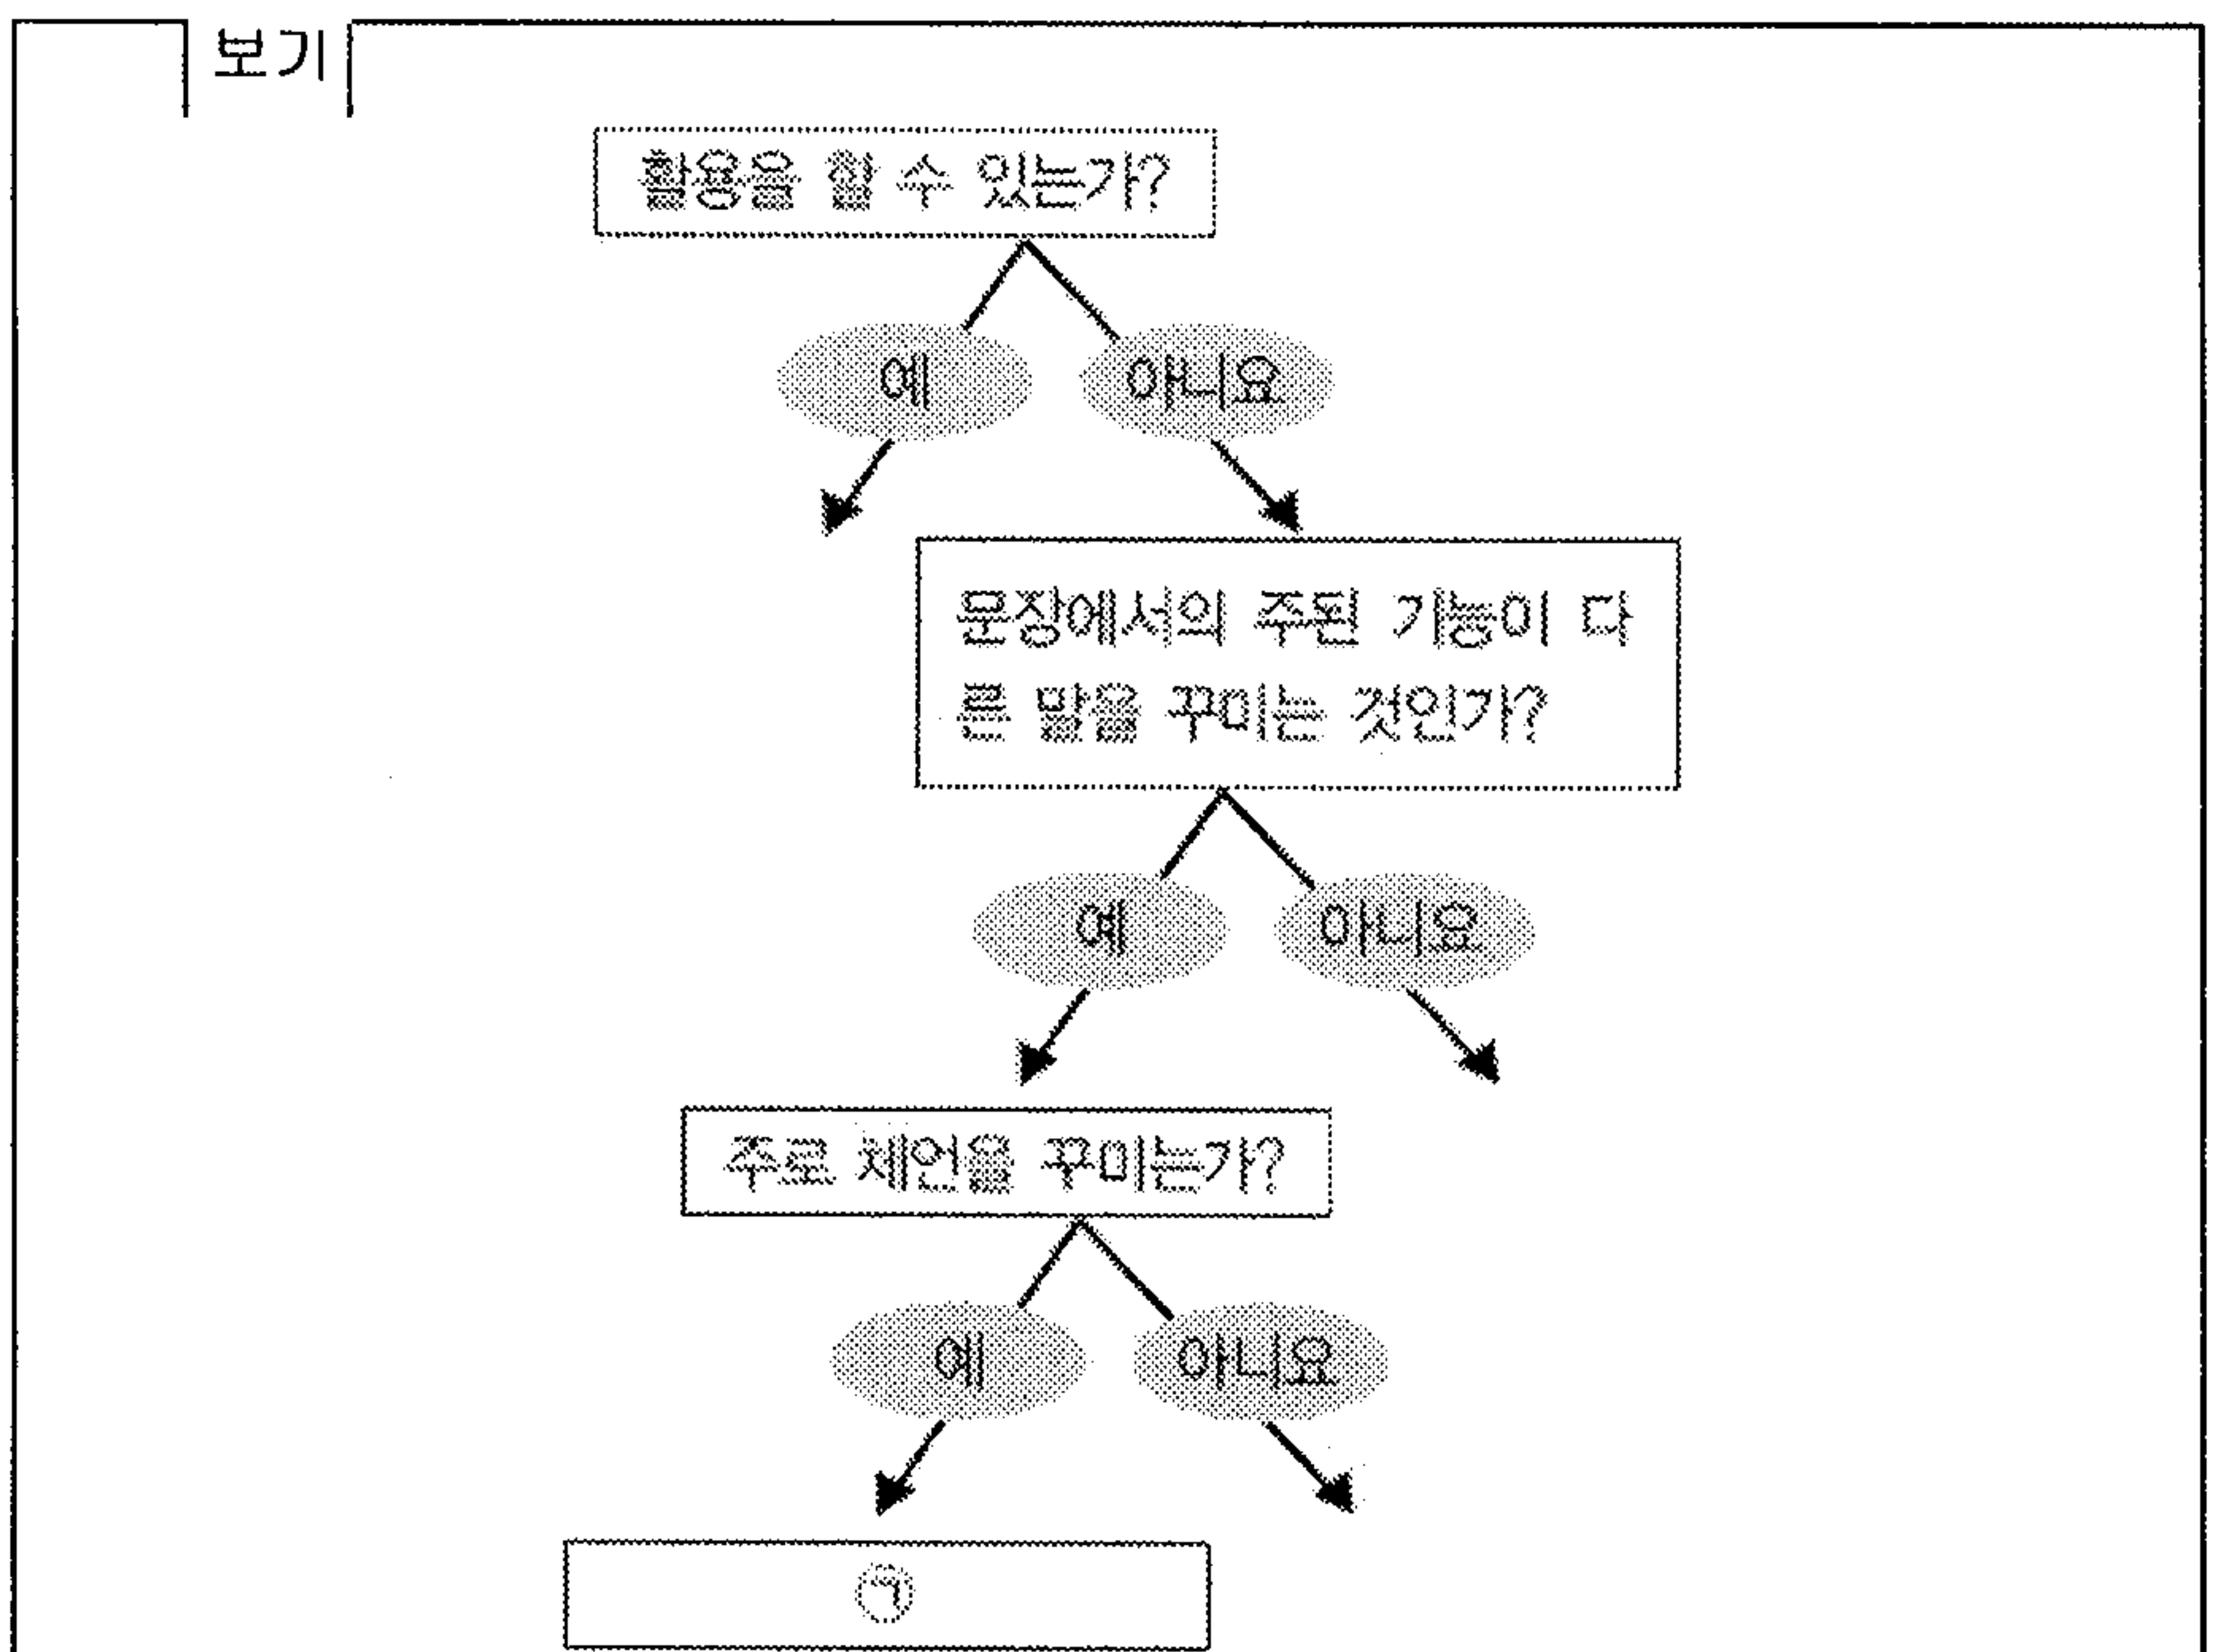 보기
활용을 할 수 있는가?
예 아니요
문장에서의 주된 기능이 다
른 말을 꾸미는 것인가?
예 아니요
주로 체언을 꾸미는가?
예 아니요
㉠